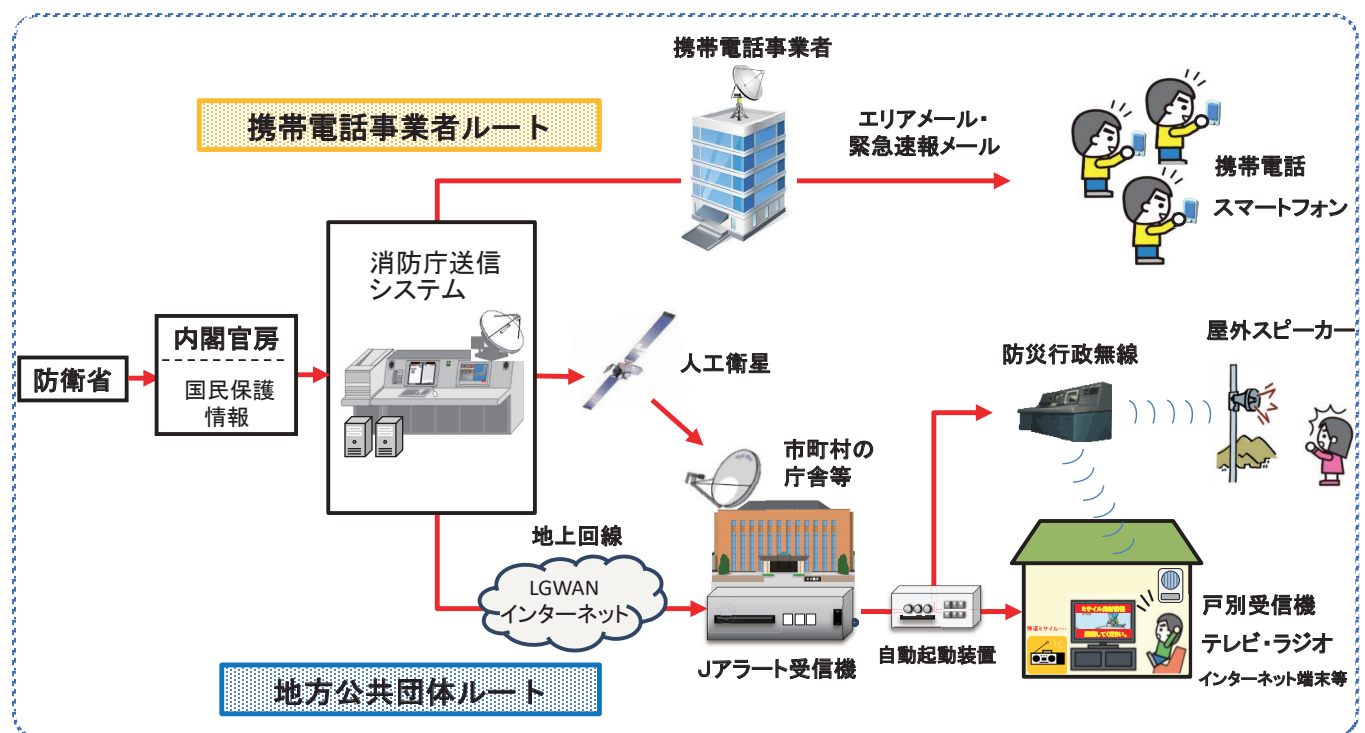 携帯電話事業者
携帯電話事業者ルート
エリアメール・
緊急速報メール
携帯電話
スマートフォン
消防庁送信
システム
防衛省
内閣官房
国民保護
情報
人工衛星
防災行政無線
屋外スピーカー
市町村の
庁舎等
地上回線
LGWAN
インターネット
Jアラート受信機
自動起動装置
戸別受信機
テレビ・ラジオ
インターネット端末等
地方公共団体ルート